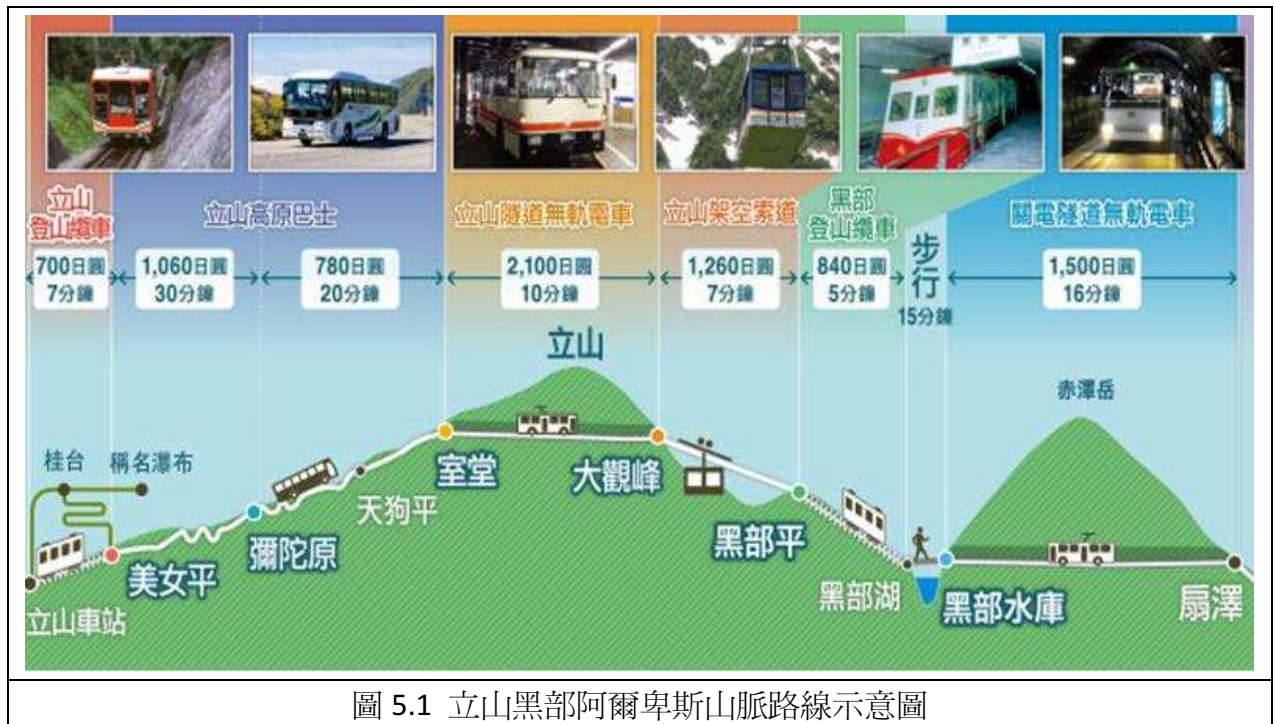 立山
登山纜車
立山高原巴士
立山隧道無軌電車
立山架空索道
黑部
登山纜車
關電隧道無軌電車
700日圓
7分鐘
1,060日圓
30分鐘
780日圓
20分鐘
2,100日圓
10分鐘
1,260日圓
7分鐘
840日圓
5分鐘
步行
15分鐘
1,500日圓
16分鐘
立山
赤澤岳
桂台
稱名瀑布
室堂
大觀峰
天狗平
彌陀原
美女平
立山車站
黑部平
黑部湖
黑部水庫
扇澤
圖 5.1 立山黑部阿爾卑斯山脈路線示意圖